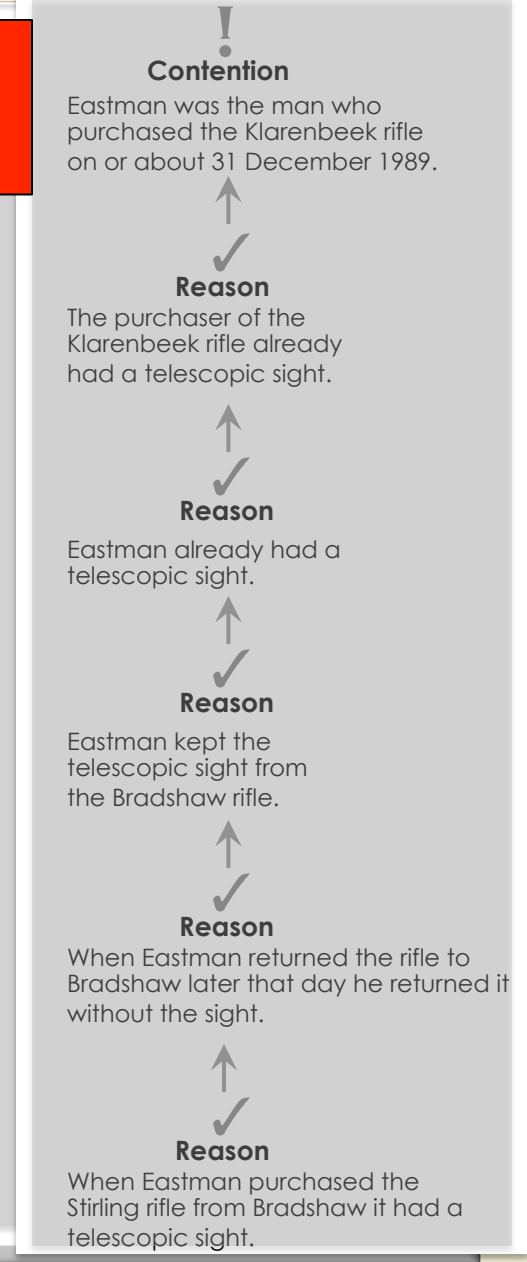 !
Contention
Eastman was the man who
purchased the Klarenbeek rifle
on or about 31 December 1989.
Reason
The purchaser of the
Klarenbeek rifle already
had a telescopic sight.
Reason
Eastman already had a
telescopic sight.
Reason
Eastman kept the
telescopic sight from
the Bradshaw rifle.
Reason
When Eastman returned the rifle to
Bradshaw later that day he returned it
without the sight.
Reason
When Eastman purchased the
Stirling rifle from Bradshaw it had a
telescopic sight.